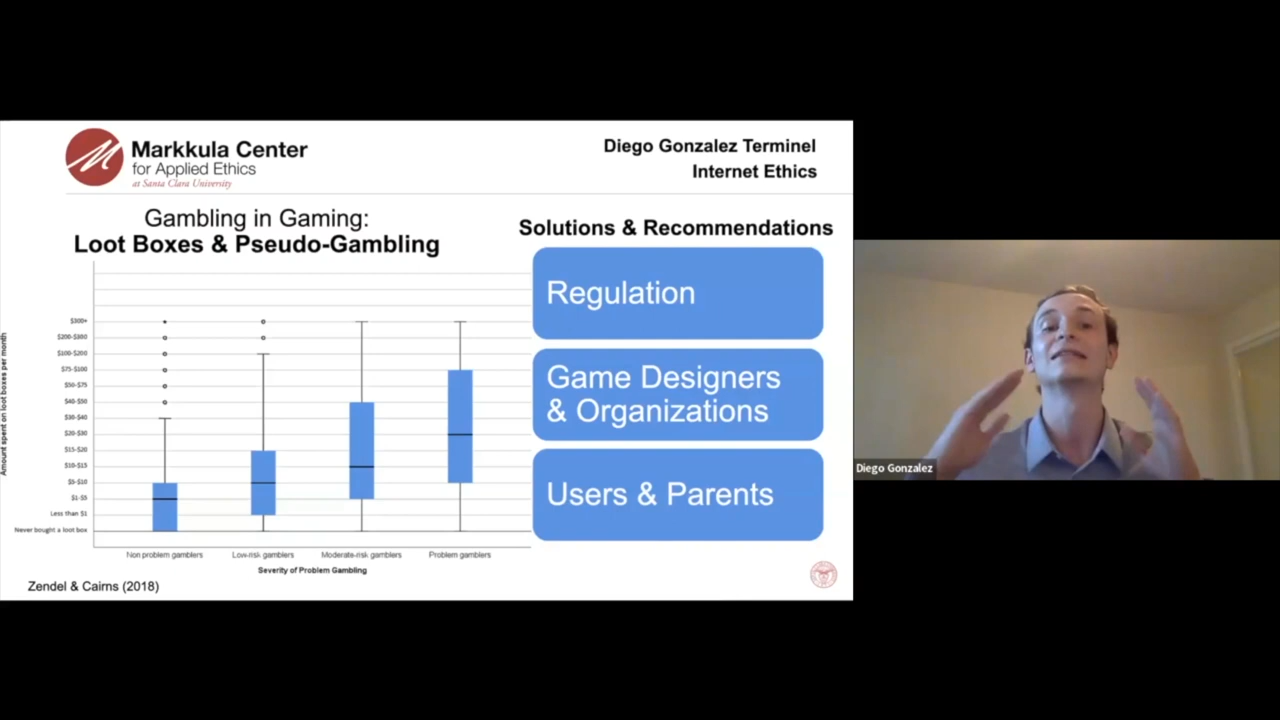 Markkula Center
for Applied Ethics
at Santa Clara University
Diego Gonzalez Terminel
Internet Ethics
Gambling in Gaming:
Loot Boxes & Pseudo-Gambling
Amount spent on loot boxes per month
$300+
$200-$300
$100-$200
$75-$100
$50-$75
$40-$50
$30-$40
$20-$30
$15-$20
$10-$15
$5-$10
$1-$5
Less than $1
Never bought a loot box
Non problem gamblers
Low-risk gamblers
Moderate-risk gamblers
Problem gamblers
Severity of Problem Gambling
Zendel & Cairns (2018)
Solutions & Recommendations
Regulation
Game Designers
& Organizations
Users & Parents
Diego Gonzalez